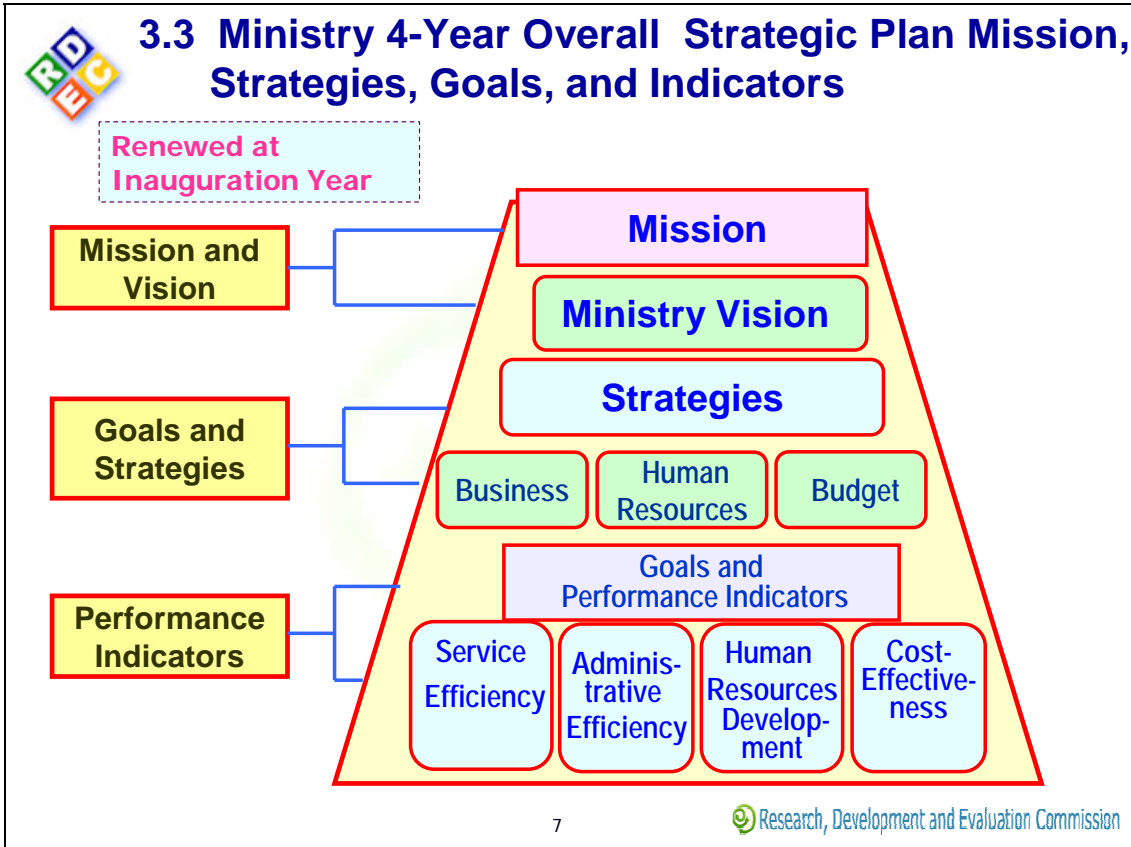 3.3 Ministry 4-Year Overall Strategic Plan Mission,
Strategies, Goals, and Indicators
R
D
E
C
Renewed at
Inauguration Year
Mission and
Vision
Mission
Ministry Vision
Goals and
Strategies
Strategies
Business
Human
Resources
Budget
Performance
Indicators
Goals and
Performance Indicators
Service
Efficiency
Adminis-
trative
Efficiency
Human
Resources
Develop-
ment
Cost-
Effective-
ness
7
Research, Development and Evaluation Commission